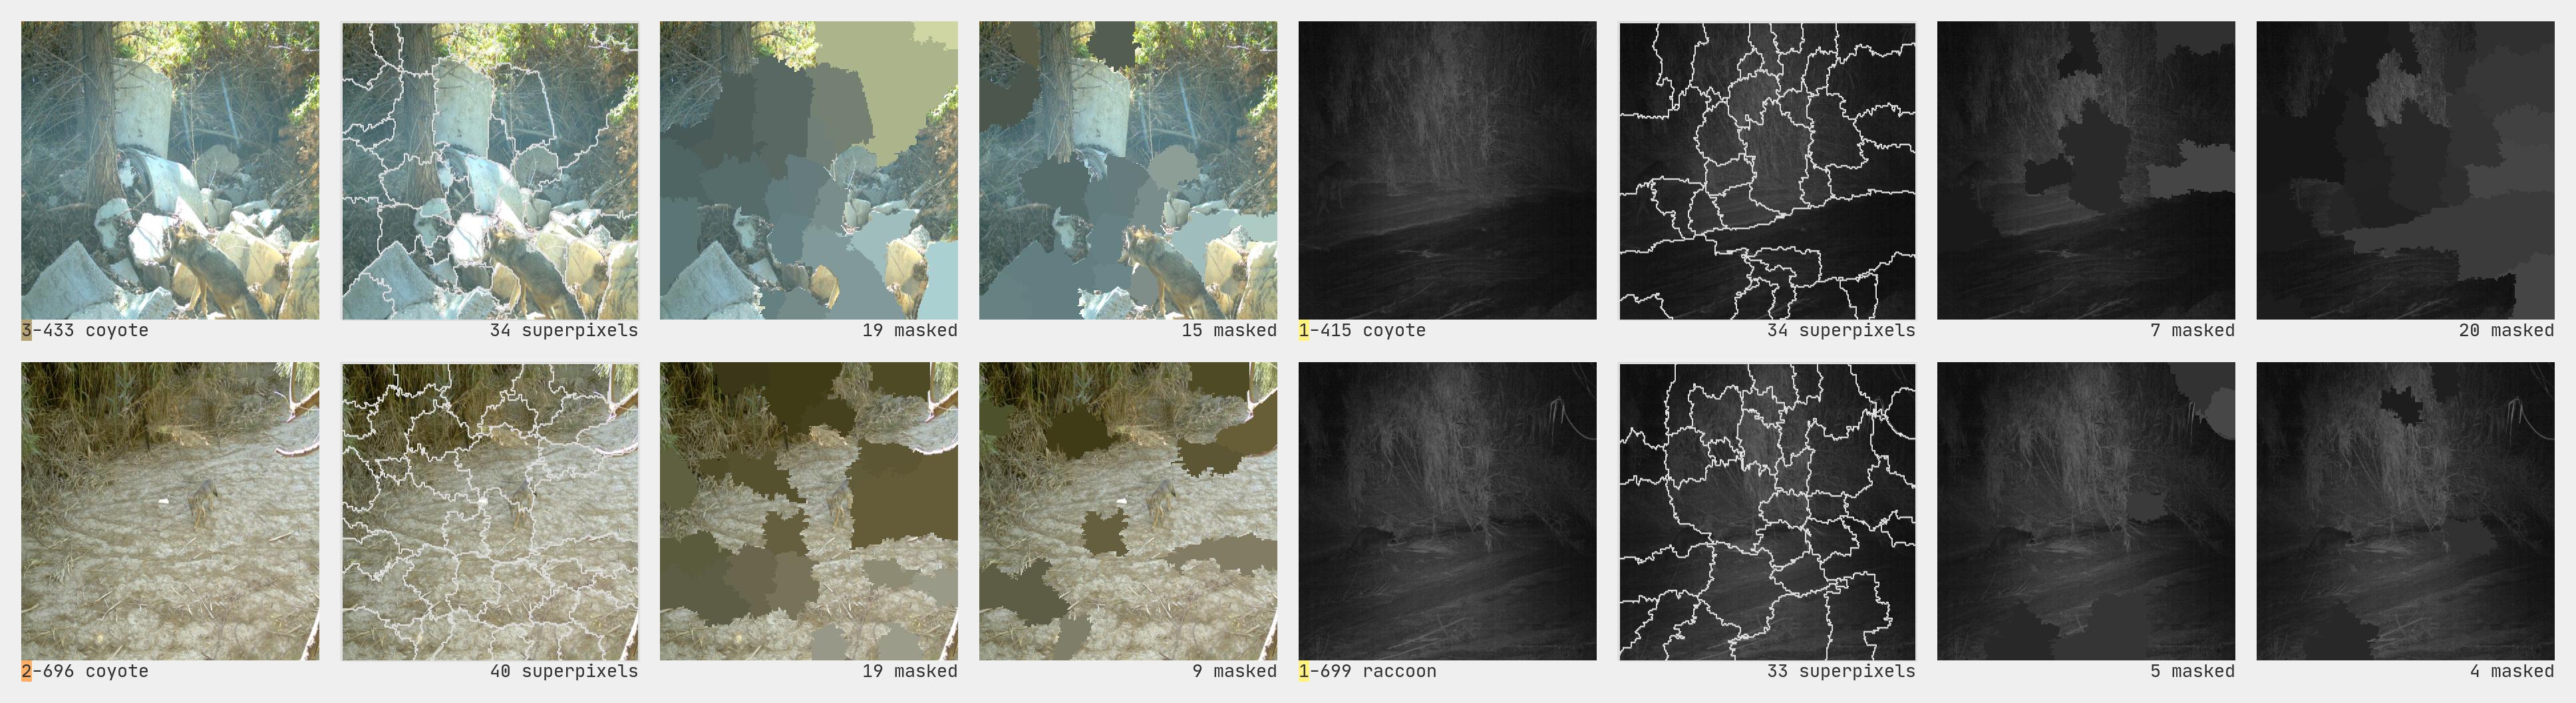 3-433 coyote
34 superpixels
19 masked
15 masked
1-415 coyote
34 superpixels
7 masked
20 masked
2-696 coyote
40 superpixels
19 masked
9 masked
1-699 raccoon
33 superpixels
5 masked
4 masked